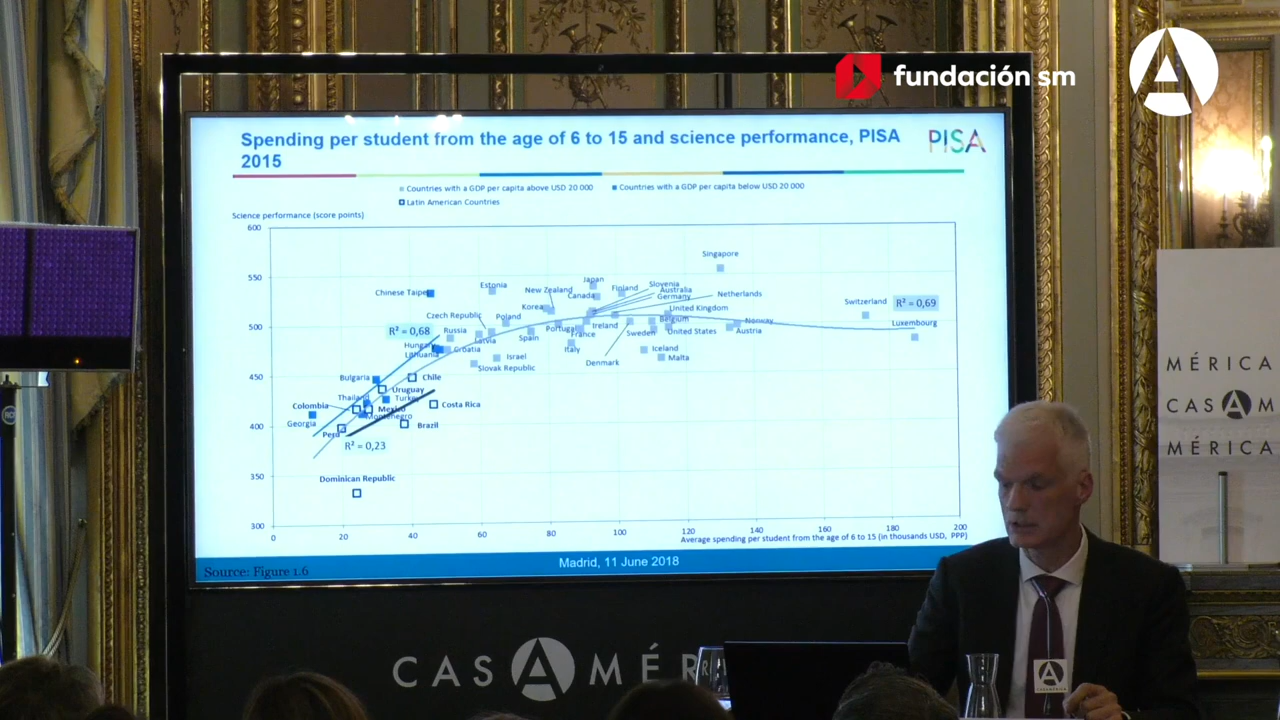 fundación sm
Spending per student from the age of 6 to 15 and science performance, PISA
2015
PISA
Countries with a GDP per capita above USD 20 000
Countries with a GDP per capita below USD 20 000
Latin American Countries
Science performance (score points)
600
550
500
450
400
350
300
Singapore
Japan
Estonia
Chinese Taipei
New Zealand
Canada
Finland
Slovenia
Australia
Germany
Netherlands
Korea
United Kingdom
Switzerland
R² = 0,69
Luxembourg
Czech Republic
Poland
Portugal
Ireland
Belgium
Norway
R² = 0,68
Russia
Latvia
Spain
France
Sweden
United States
Austria
Hungary
Lithuania
Croatia
Italy
Iceland
Israel
Denmark
Malta
Slovak Republic
Bulgaria
Chile
Uruguay
Thailand
Turkey
Colombia
Mexico
Costa Rica
Montenegro
Georgia
Peru
Brazil
R² = 0,23
Dominican Republic
0
20
40
60
80
100
120
140
160
180
200
Average spending per student from the age of 6 to 15 (in thousands USD, PPP)
Source: Figure 1.6
Madrid, 11 June 2018
CASAMÉR
MÉRICA
CASAM
MÉRICA